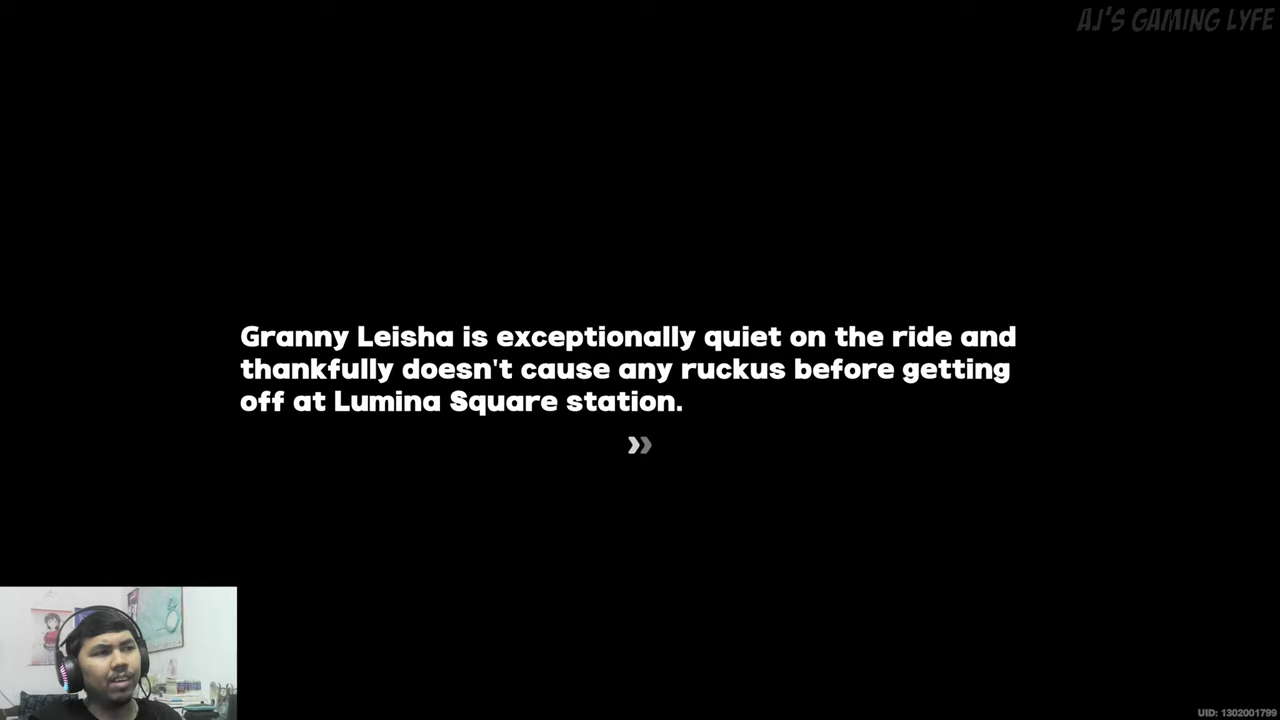 AJ'S GAMING LYFE
Granny Leisha is exceptionally quiet on the ride and
thankfully doesn't cause any ruckus before getting
off at Lumina Square station.
UID: 1302001799